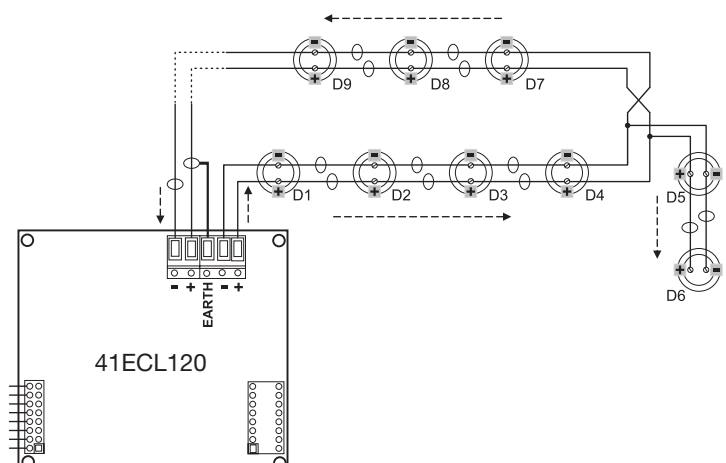 - - -
+ + +
D9 D8 D7
- - - -
+ + + +
D1 D2 D3 D4
+ -
D5
+ -
D6
- + EARTH - +
41ECL120